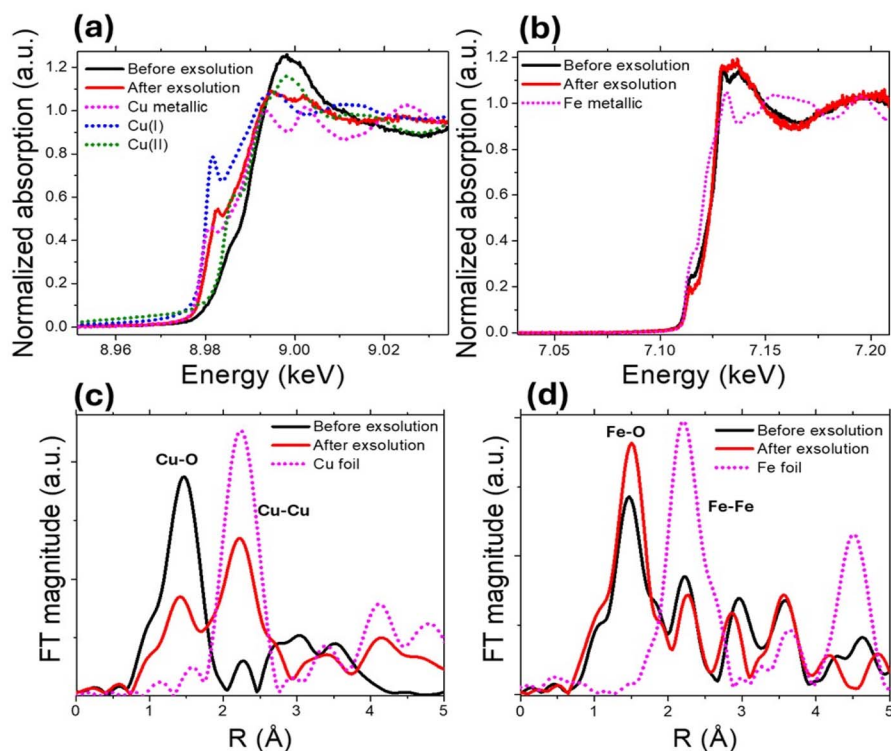 (a)
Normalized absorption (a.u.)
1.2
1.0
0.8
0.6
0.4
0.2
0.0
Before exsolution
After exsolution
Cu metallic
Cu(I)
Cu(II)
8.96
8.98
9.00
9.02
Energy (keV)
(b)
Normalized absorption (a.u.)
1.2
1.0
0.8
0.6
0.4
0.2
0.0
Before exsolution
After exsolution
Fe metallic
7.05
7.10
7.15
7.20
Energy (keV)
(c)
FT magnitude (a.u.)
Before exsolution
After exsolution
Cu foil
Cu-O
Cu-Cu
0
1
2
3
4
5
R (Å)
(d)
FT magnitude (a.u.)
Fe-O
Before exsolution
After exsolution
Fe foil
Fe-Fe
0
1
2
3
4
5
R (Å)